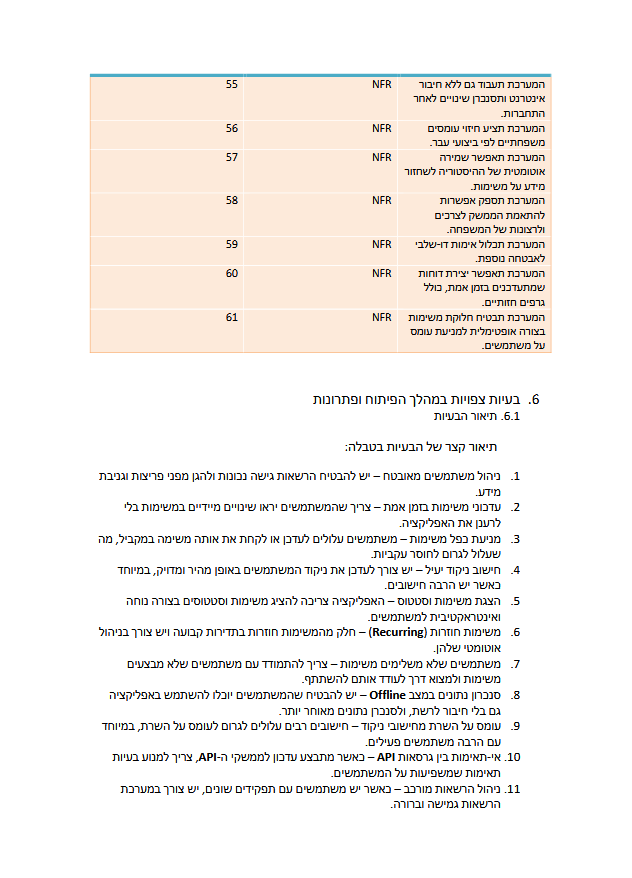 המערכת תעבוד גם ללא חיבור NFR 55
אינטרנט ותסנכרן שינויים לאחר
התחברות.
המערכת תציע חיזוי עומסים NFR 56
משפחתיים לפי ביצועי עבר.
המערכת תאפשר שמירה NFR 57
אוטומטית של ההיסטוריה לשחזור
מידע על משימות.
המערכת תספק אפשרות NFR 58
להתאמת הממשק לצרכים
ולרצונות של המשפחה.
המערכת תכלול אימות דו-שלבי NFR 59
לאבטחה נוספת.
המערכת תאפשר יצירת דוחות NFR 60
שמתעדכנים בזמן אמת, כולל
גרפים חזותיים.
המערכת תבטיח חלוקת משימות NFR 61
בצורה אופטימלית למניעת עומס
על משתמשים.
6. בעיות צפויות במהלך הפיתוח ופתרונות
6.1. תיאור הבעיות
תיאור קצר של הבעיות בטבלה:
1. ניהול משתמשים מאובטח – יש להבטיח הרשאות גישה נכונות ולהגן מפני פריצות וגניבת
מידע.
2. עדכוני משימות בזמן אמת – צריך שהמשתמשים יראו שינויים מיידיים במשימות בלי
לרענן את האפליקציה.
3. מניעת כפל משימות – משתמשים עלולים לעדכן או לקחת את אותה משימה במקביל, מה
שעלול לגרום לחוסר עקביות.
4. חישוב ניקוד יעיל – יש צורך לעדכן את ניקוד המשתמשים באופן מהיר ומדויק, במיוחד
כאשר יש הרבה חישובים.
5. הצגת משימות וסטטוס – האפליקציה צריכה להציג משימות וסטטוסים בצורה נוחה
ואינטראקטיבית למשתמשים.
6. משימות חוזרות (Recurring) – חלק מהמשימות חוזרות בתדירות קבועה ויש צורך בניהול
אוטומטי שלהן.
7. משתמשים שלא משלימים משימות – צריך להתמודד עם משתמשים שלא מבצעים
משימות ולמצוא דרך לעודד אותם להשתתף.
8. סנכרון נתונים במצב Offline – יש להבטיח שהמשתמשים יוכלו להשתמש באפליקציה
גם בלי חיבור לרשת, ולסנכרן נתונים מאוחר יותר.
9. עומס על השרת מחישובי ניקוד – חישובים רבים עלולים לגרום לעומס על השרת, במיוחד
עם הרבה משתמשים פעילים.
10. אי-תאימות בין גרסאות API – כאשר מתבצע עדכון לממשקי ה-API, צריך למנוע בעיות
תאימות שמשפיעות על המשתמשים.
11. ניהול הרשאות מורכב – כאשר יש משתמשים עם תפקידים שונים, יש צורך במערכת
הרשאות גמישה וברורה.